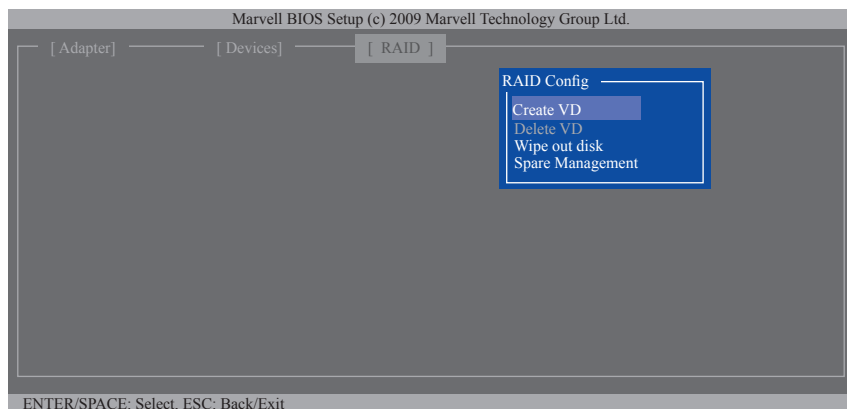 Marvell BIOS Setup (c) 2009 Marvell Technology Group Ltd.
[ Adapter] [ Devices] [ RAID ]
RAID Config
Create VD
Delete VD
Wipe out disk
Spare Management
ENTER/SPACE: Select, ESC: Back/Exit